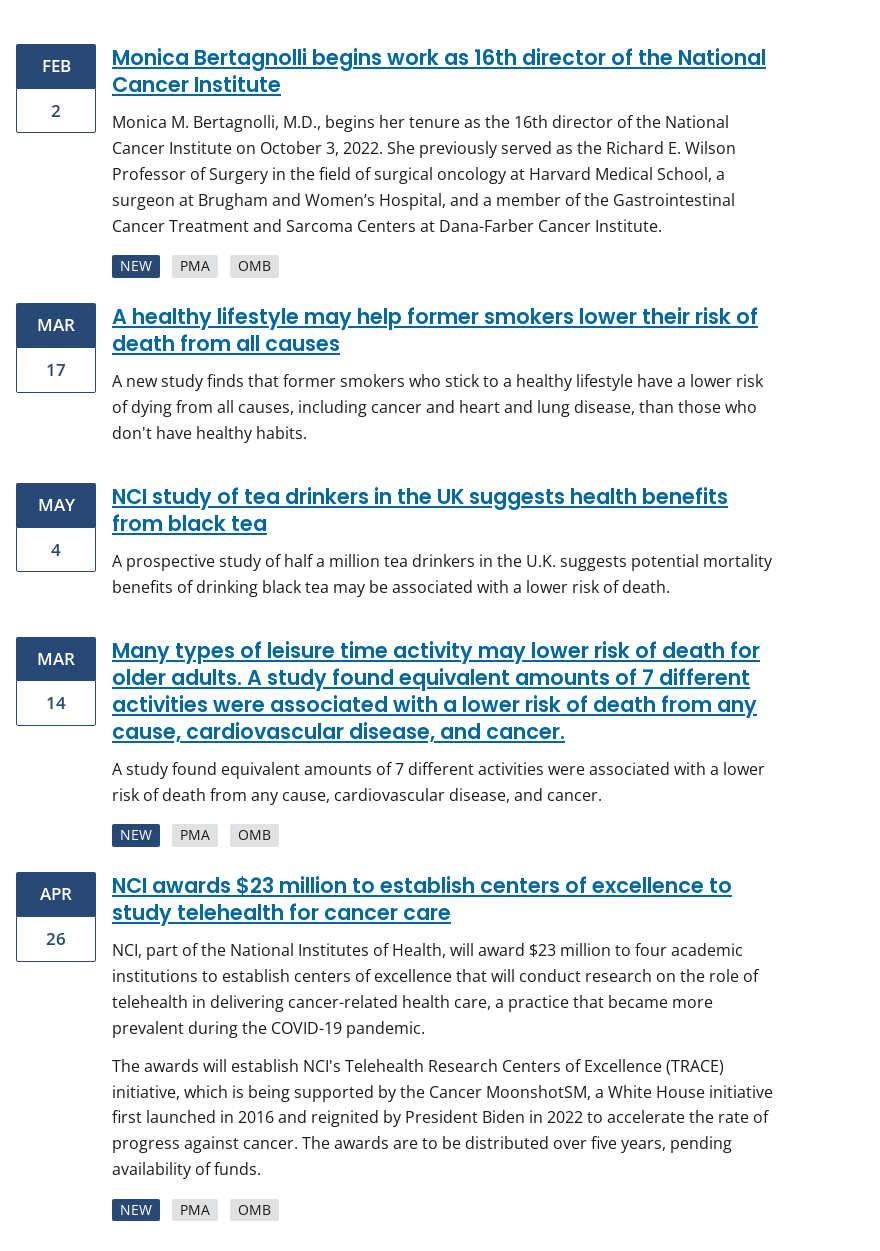 FEB
2
Monica Bertagnolli begins work as 16th director of the National
Cancer Institute
Monica M. Bertagnolli, M.D., begins her tenure as the 16th director of the National
Cancer Institute on October 3, 2022. She previously served as the Richard E. Wilson
Professor of Surgery in the field of surgical oncology at Harvard Medical School, a
surgeon at Brugham and Women’s Hospital, and a member of the Gastrointestinal
Cancer Treatment and Sarcoma Centers at Dana-Farber Cancer Institute.
NEW PMA OMB
MAR
17
A healthy lifestyle may help former smokers lower their risk of
death from all causes
A new study finds that former smokers who stick to a healthy lifestyle have a lower risk
of dying from all causes, including cancer and heart and lung disease, than those who
don't have healthy habits.
MAY
4
NCI study of tea drinkers in the UK suggests health benefits
from black tea
A prospective study of half a million tea drinkers in the U.K. suggests potential mortality
benefits of drinking black tea may be associated with a lower risk of death.
MAR
14
Many types of leisure time activity may lower risk of death for
older adults. A study found equivalent amounts of 7 different
activities were associated with a lower risk of death from any
cause, cardiovascular disease, and cancer.
A study found equivalent amounts of 7 different activities were associated with a lower
risk of death from any cause, cardiovascular disease, and cancer.
NEW PMA OMB
APR
26
NCI awards $23 million to establish centers of excellence to
study telehealth for cancer care
NCI, part of the National Institutes of Health, will award $23 million to four academic
institutions to establish centers of excellence that will conduct research on the role of
telehealth in delivering cancer-related health care, a practice that became more
prevalent during the COVID-19 pandemic.
The awards will establish NCI's Telehealth Research Centers of Excellence (TRACE)
initiative, which is being supported by the Cancer MoonshotSM, a White House initiative
first launched in 2016 and reignited by President Biden in 2022 to accelerate the rate of
progress against cancer. The awards are to be distributed over five years, pending
availability of funds.
NEW PMA OMB